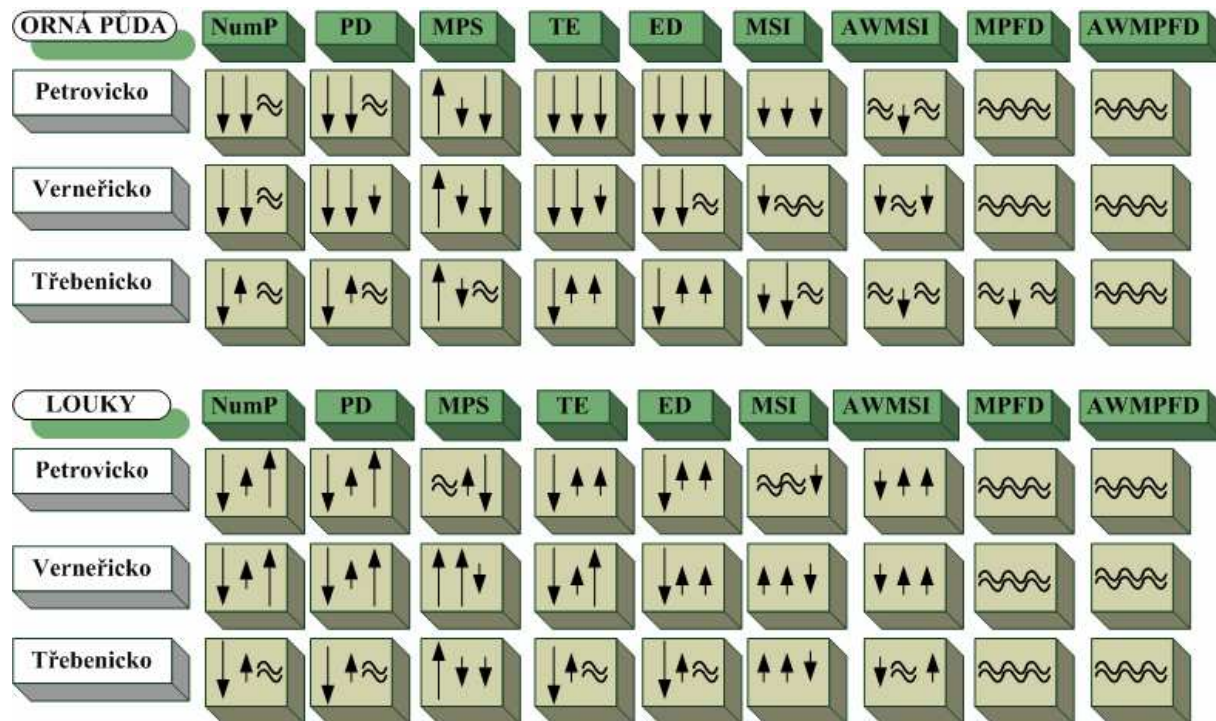 ORNÁ PŮDA NumP PD MPS TE ED MSI AWMSI MPFD AWMPFD
Petrovicko
Verneřicko
Třebenicko
LOUKY NumP PD MPS TE ED MSI AWMSI MPFD AWMPFD
Petrovicko
Verneřicko
Třebenicko